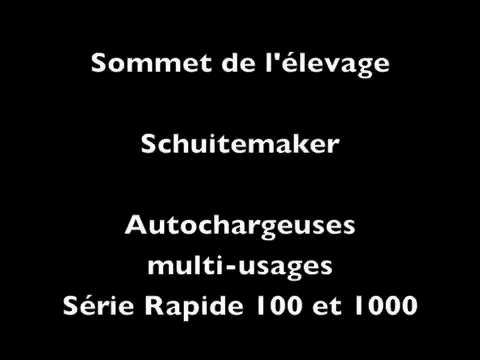 Sommet de l'élevage
Schuitemaker
Autochargeuses
multi-usages
Série Rapide 100 et 1000